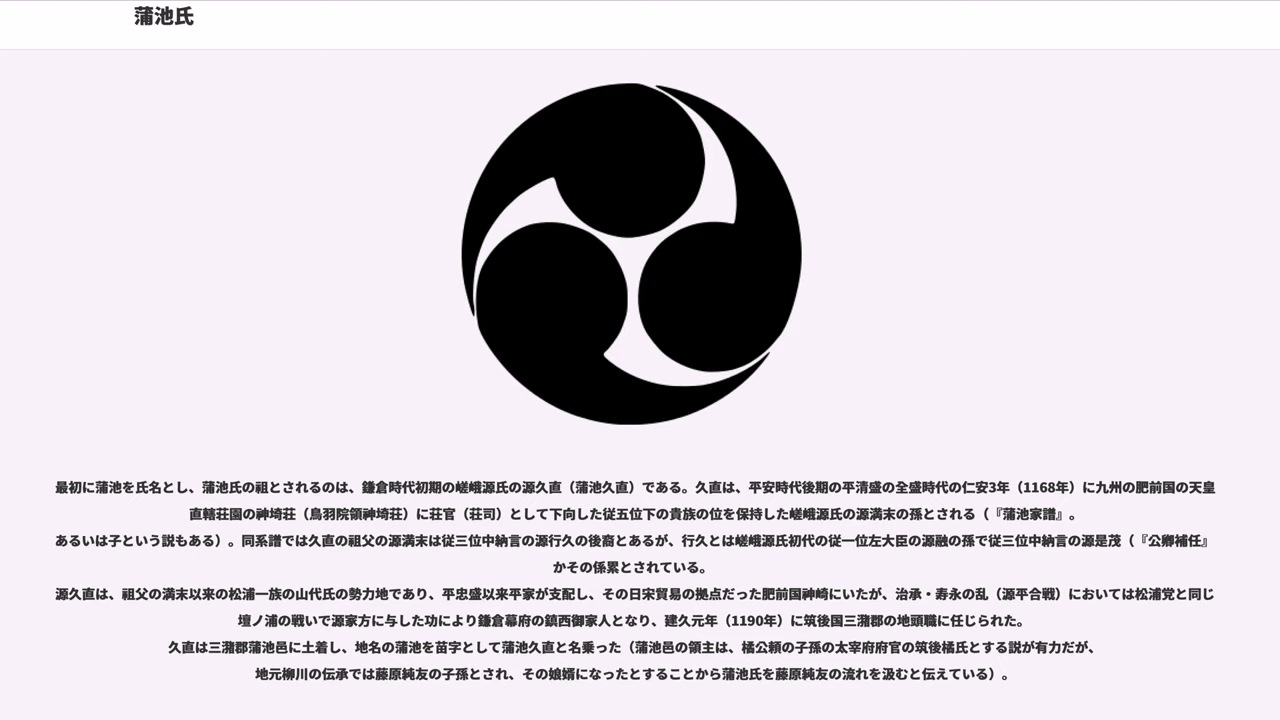 蒲池氏
最初に蒲池を氏名とし、蒲池氏の祖とされるのは、鎌倉時代初期の嵯峨源氏の源久直（蒲池久直）である。久直は、平安時代後期の平清盛の全盛時代の仁安3年（1168年）に九州の肥前国の天皇
直轄荘園の神埼荘（鳥羽院領神埼荘）に荘官（荘司）として下向した従五位下の貴族の位を保持した嵯峨源氏の源満末の孫とされる（『蒲池家譜』。
あるいは子という説もある）。同系譜では久直の祖父の源満末は従三位中納言の源行久の後裔とあるが、行久とは嵯峨源氏初代の従一位左大臣の源融の孫で従三位中納言の源是茂（『公卿補任』
かその係累とされている。
源久直は、祖父の満末以来の松浦一族の山代氏の勢力地であり、平忠盛以来平家が支配し、その日宋貿易の拠点だった肥前国神崎にいたが、治承・寿永の乱（源平合戦）においては松浦党と同じ
壇ノ浦の戦いで源家方に与した功により鎌倉幕府の鎮西御家人となり、建久元年（1190年）に筑後国三潴郡の地頭職に任じられた。
久直は三潴郡蒲池邑に土着し、地名の蒲池を苗字として蒲池久直と名乗った（蒲池邑の領主は、橘公頼の子孫の太宰府府官の筑後橘氏とする説が有力だが、
地元柳川の伝承では藤原純友の子孫とされ、その娘婿になったとすることから蒲池氏を藤原純友の流れを汲むと伝えている）。